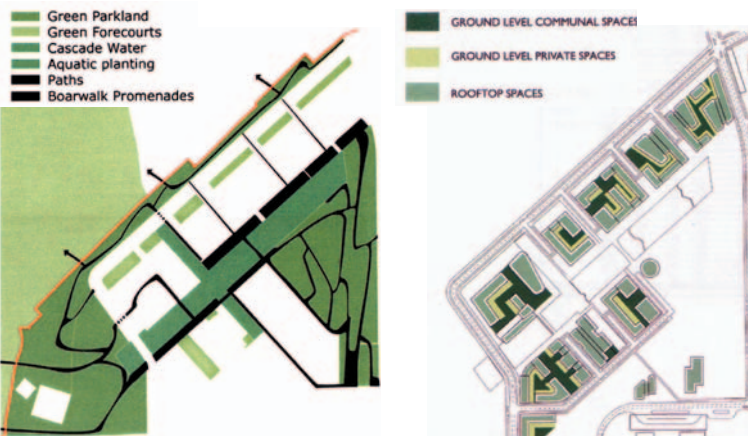 Green Parkland
Green Forecourts
Cascade Water
Aquatic planting
Paths
Boarwalk Promenades
GROUND LEVEL COMMUNAL SPACES
GROUND LEVEL PRIVATE SPACES
ROOFTOP SPACES